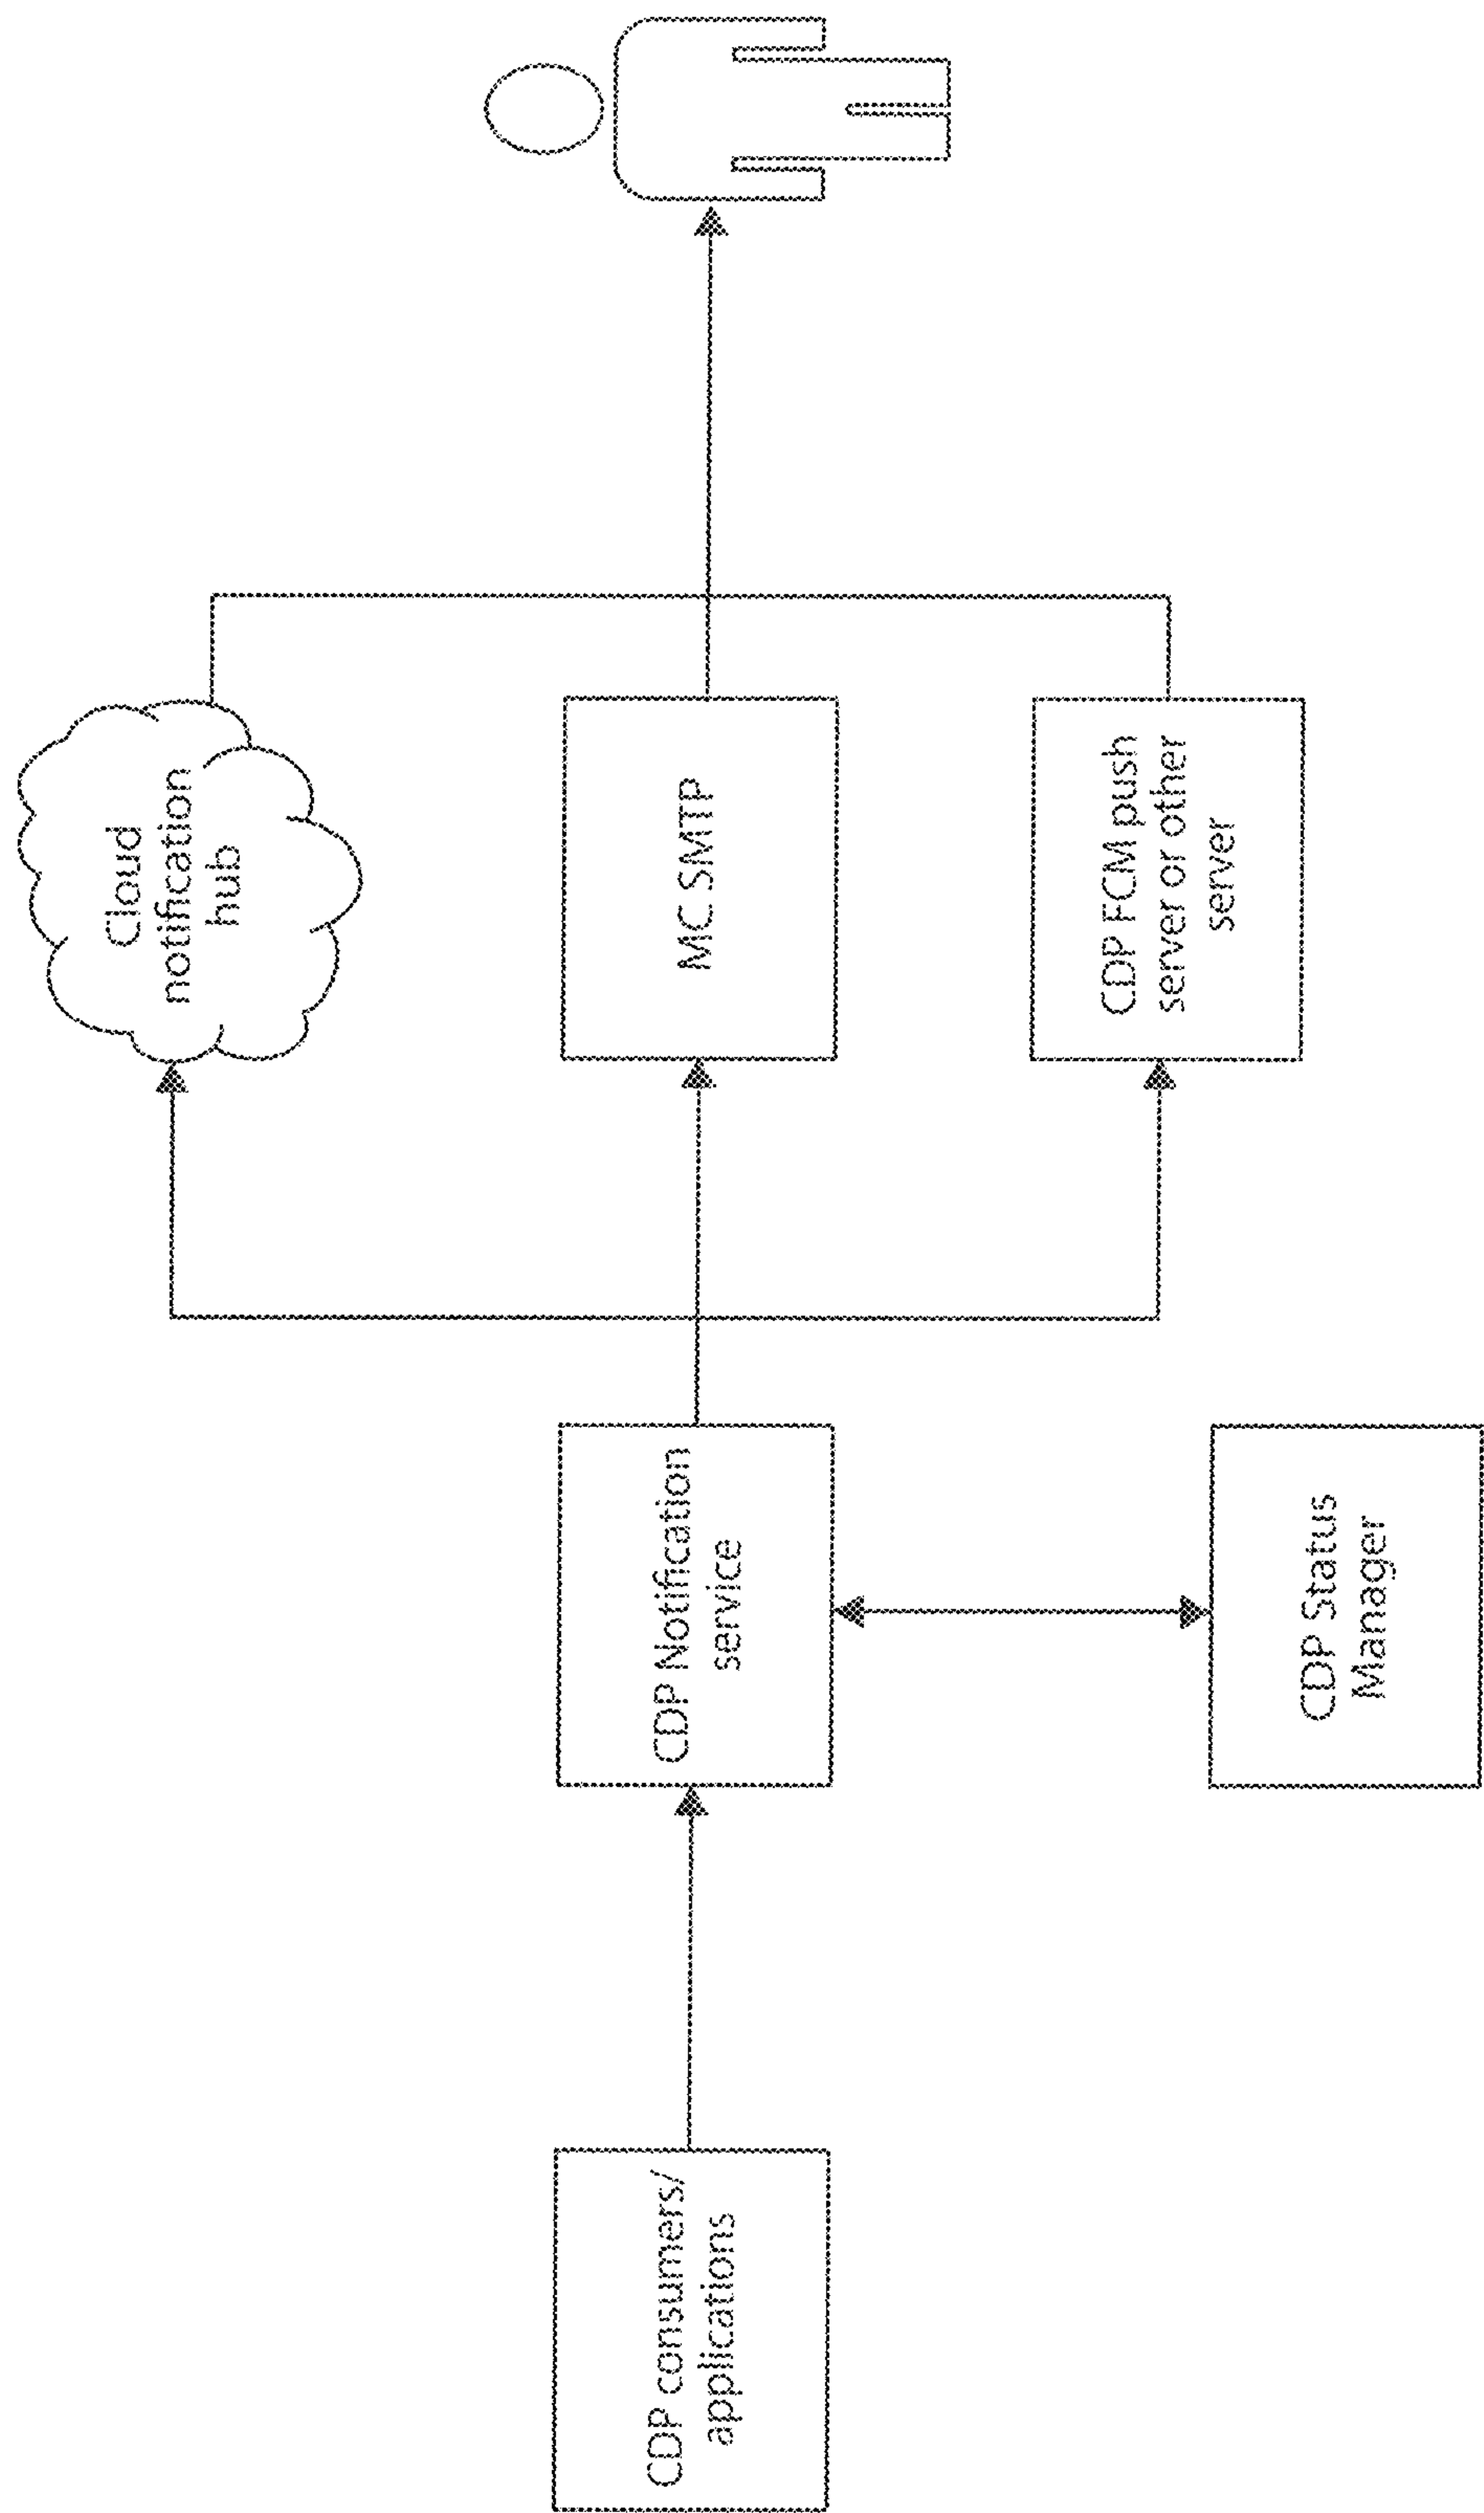 CDP consumers/
applications
CDP Notification
service
CDP Status
Manager
Cloud
notification
hub
MC SMTP
CDP FCM push
server or other
server